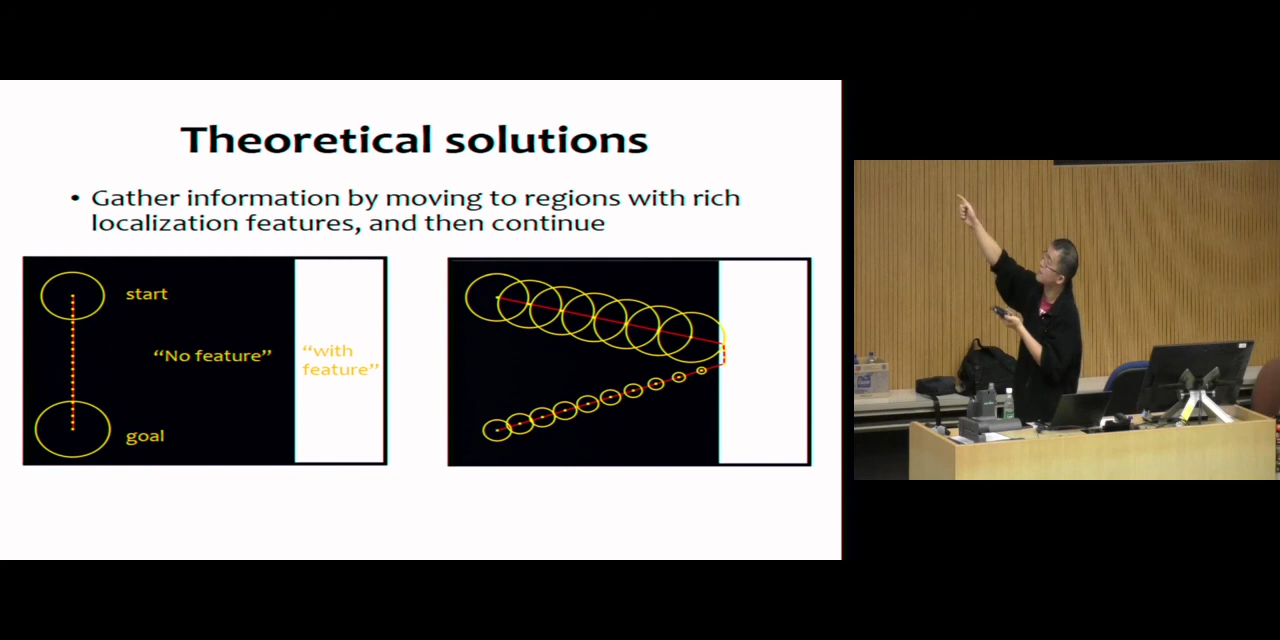 Theoretical solutions
• Gather information by moving to regions with rich
localization features, and then continue
start
"No feature"
"with
feature"
goal